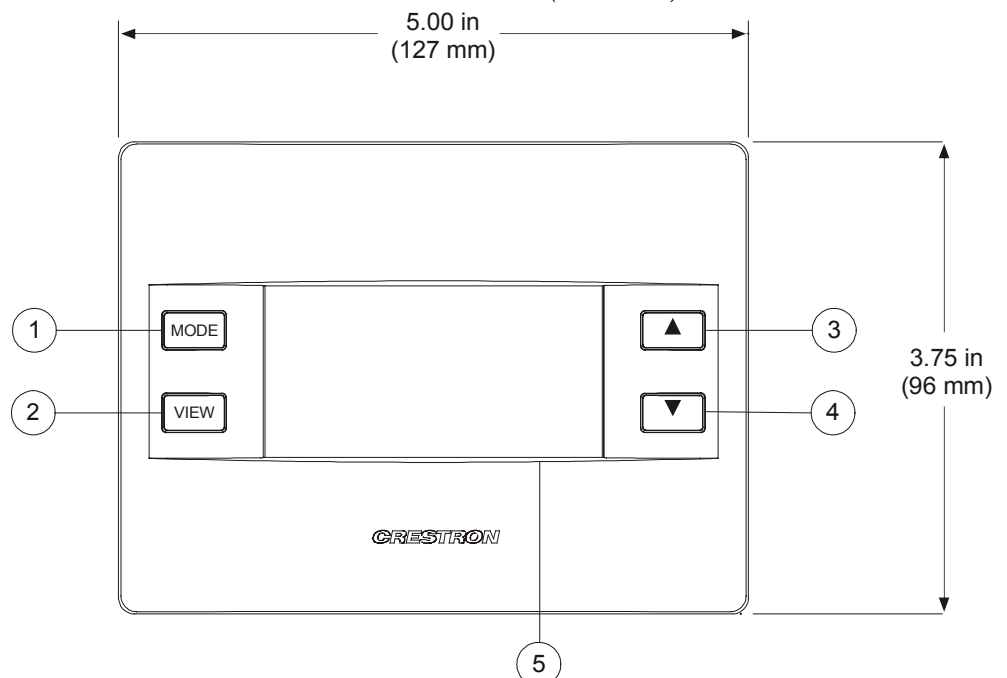 5.00 in
(127 mm)
1
MODE
3
3.75 in
(96 mm)
2
VIEW
4
CRESTRON
5